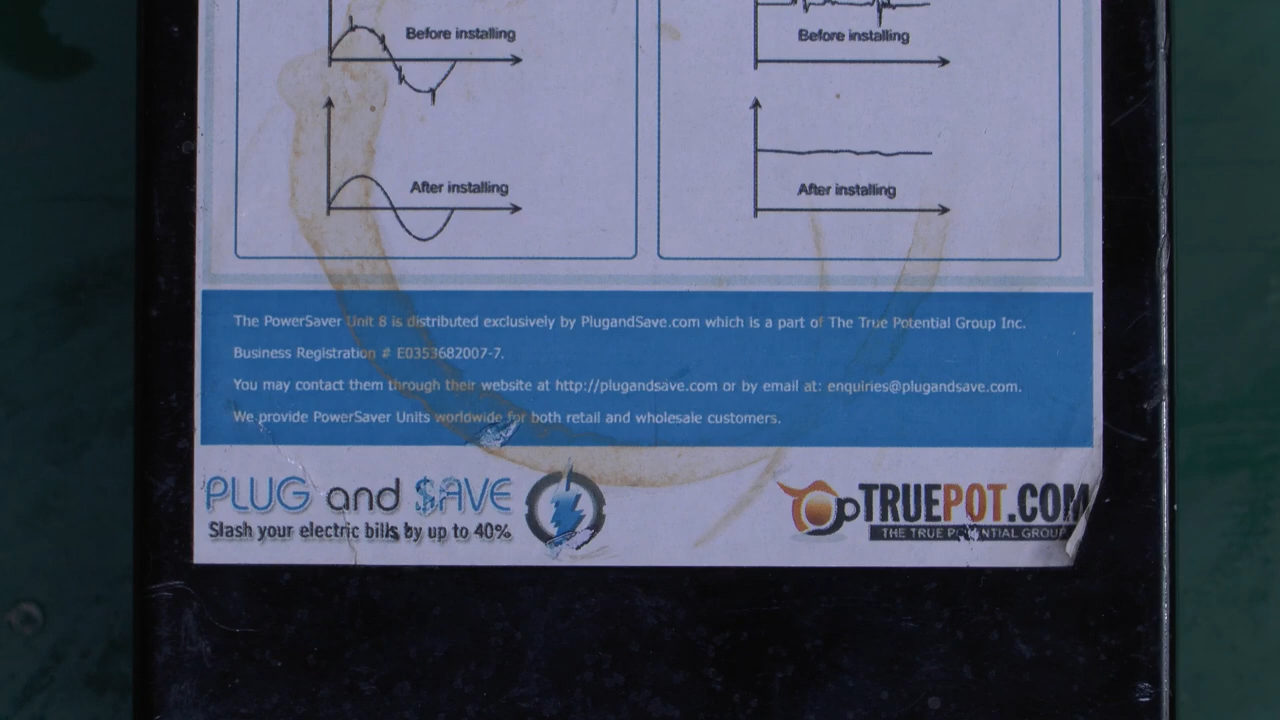 Before installing
Before installing
After installing
After installing
The PowerSaver Unit 8 is distributed exclusively by PlugandSave.com which is a part of The True Potential Group Inc.
Business Registration # E0353682007-7.
You may contact them through their website at http://plugandsave.com or by email at: enquiries@plugandsave.com.
We provide PowerSaver Units worldwide for both retail and wholesale customers.
PLUG and $AVE
Slash your electric bills by up to 40%
TRUEPOT.COM
THE TRUE POTENTIAL GROUP